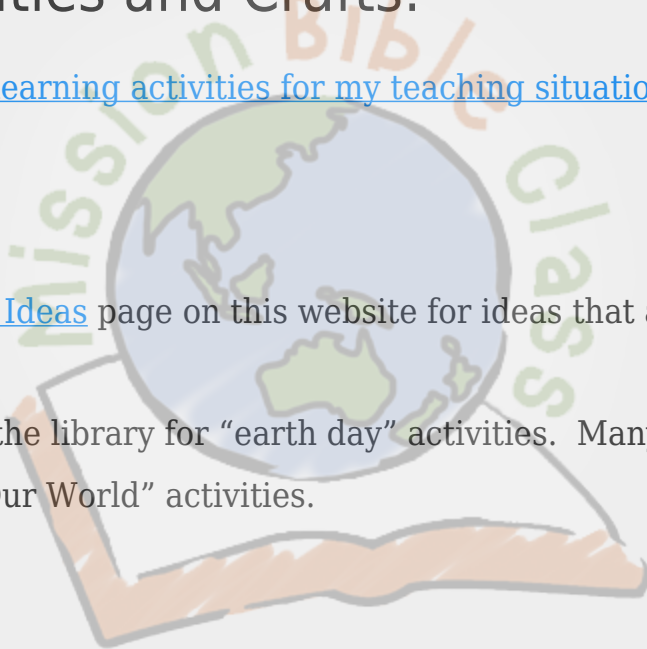 Mission Bible Class
and Crafts:
earning activities for my teaching situatio
Ideas page on this website for ideas that a
the library for “earth day” activities.  Many
ur World” activities.